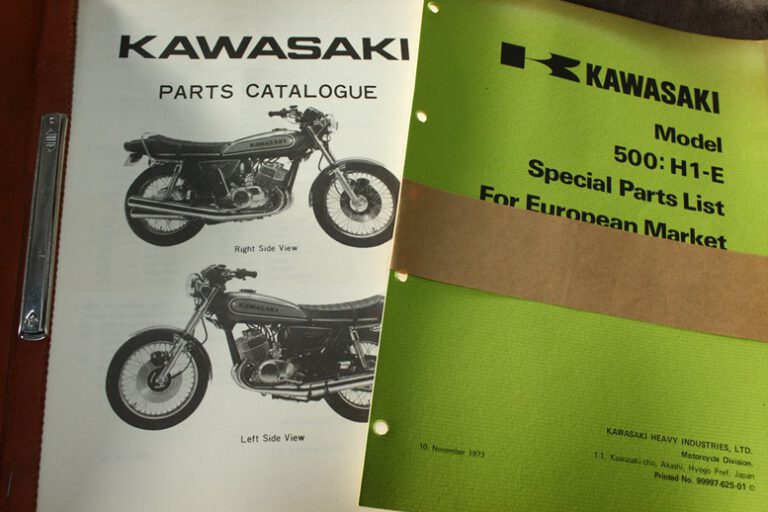 KAWASAKI
PARTS CATALOGUE
KAWASAKI
Right Side View
KAWASAKI
Left Side View
KAWASAKI
Model
500: H1-E
Special Parts List
For European Market
10, November 1973
KAWASAKI HEAVY INDUSTRIES, LTD.
Motorcycle Division.
1-1, Kawasaki-cho, Akashi, Hyogo Pref. Japan
Printed No. 99997-625-01 ©